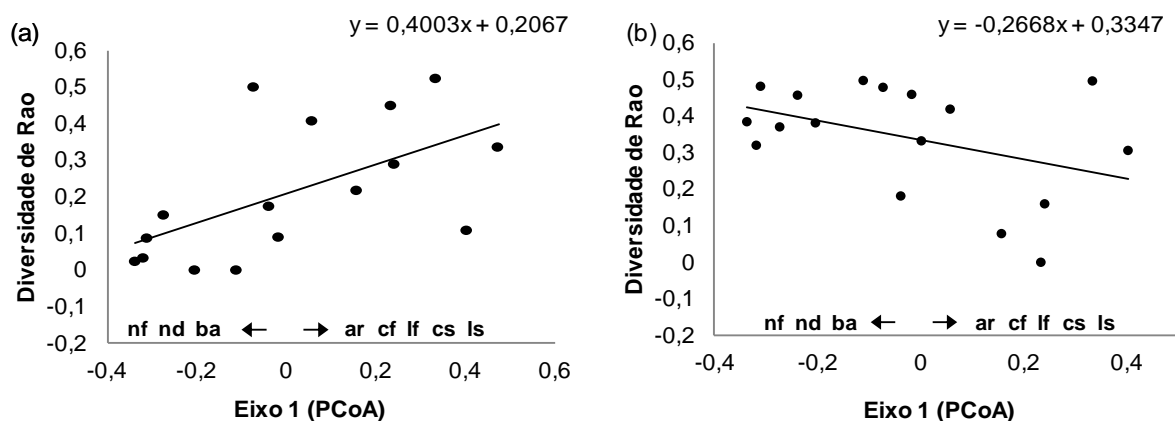 (a)
y = 0,4003x + 0,2067
Diversidade de Rao
0,6
0,5
0,4
0,3
0,2
0,1
0
-0,1
-0,2
nf nd ba ar cf lf cs ls
-0,4 -0,2 0 0,2 0,4 0,6
Eixo 1 (PCoA)
(b)
y = -0,2668x + 0,3347
Diversidade de Rao
0,6
0,5
0,4
0,3
0,2
0,1
0
-0,1
-0,2
nf nd ba ar cf lf cs ls
-0,4 -0,2 0,0 0,2 0,4
Eixo 1 (PCoA)